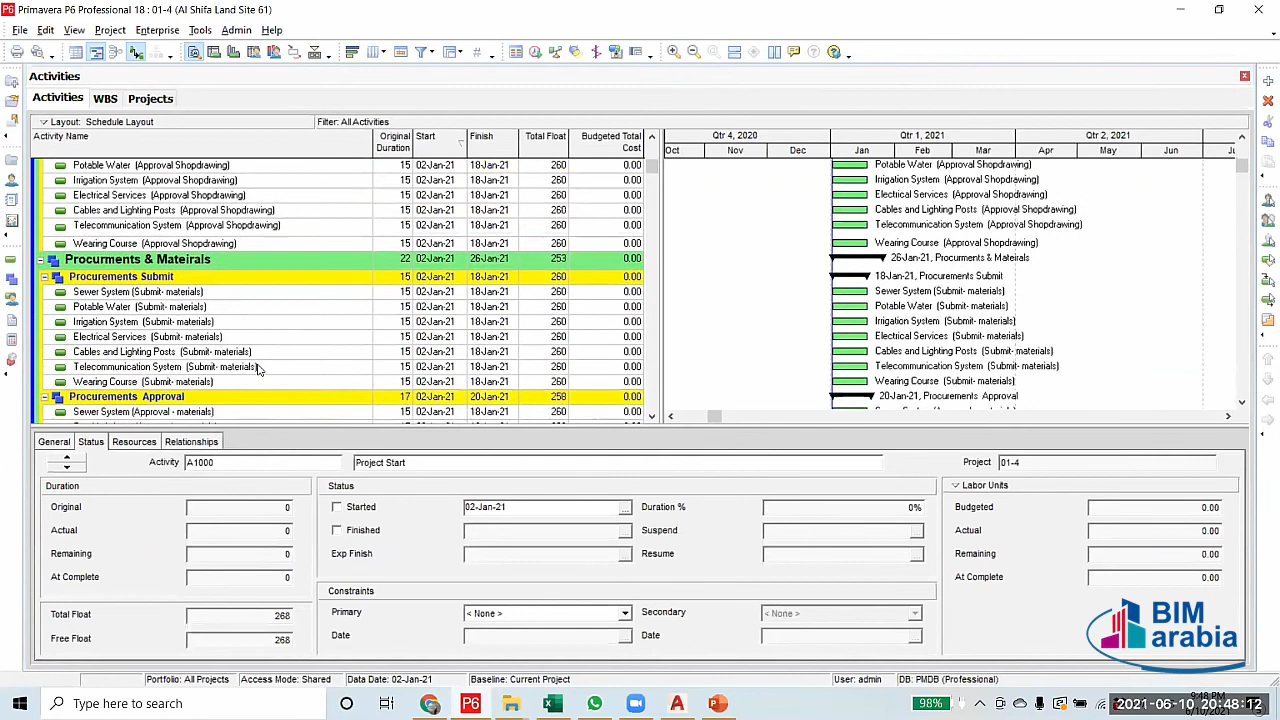 Primavera P6 Professional 18 : 01-4 (Al Shifa Land Site 61)
File Edit View Project Enterprise Tools Admin Help
Activities
Activities WBS Projects
Layout: Schedule Layout Filter: All Activities
Activity Name Original Duration Start Finish Total Float Budgeted Total Cost
Qtr 4, 2020 Qtr 1, 2021 Qtr 2, 2021
Oct Nov Dec Jan Feb Mar Apr May Jun
Potable Water (Approval Shopdrawing) 15 02-Jan-21 18-Jan-21 260 0.00 Potable Water (Approval Shopdrawing)
Irrigation System (Approval Shopdrawing) 15 02-Jan-21 18-Jan-21 260 0.00 Irrigation System (Approval Shopdrawing)
Electrical Services (Approval Shopdrawing) 15 02-Jan-21 18-Jan-21 260 0.00 Electrical Services (Approval Shopdrawing)
Cables and Lighting Posts (Approval Shopdrawing) 15 02-Jan-21 18-Jan-21 260 0.00 Cables and Lighting Posts (Approval Shopdrawing)
Telecommunication System (Approval Shopdrawing) 15 02-Jan-21 18-Jan-21 260 0.00 Telecommunication System (Approval Shopdrawing)
Wearing Course (Approval Shopdrawing) 15 02-Jan-21 18-Jan-21 260 0.00 Wearing Course (Approval Shopdrawing)
Procurments & Mateirals 22 02-Jan-21 26-Jan-21 253 0.00 26-Jan-21, Procurments & Mateirals
Procurements Submit 15 02-Jan-21 18-Jan-21 260 0.00 18-Jan-21, Procurements Submit
Sewer System (Submit- materials) 15 02-Jan-21 18-Jan-21 260 0.00 Sewer System (Submit- materials)
Potable Water (Submit- materials) 15 02-Jan-21 18-Jan-21 260 0.00 Potable Water (Submit- materials)
Irrigation System (Submit- materials) 15 02-Jan-21 18-Jan-21 260 0.00 Irrigation System (Submit- materials)
Electrical Services (Submit- materials) 15 02-Jan-21 18-Jan-21 260 0.00 Electrical Services (Submit- materials)
Cables and Lighting Posts (Submit- materials) 15 02-Jan-21 18-Jan-21 260 0.00 Cables and Lighting Posts (Submit- materials)
Telecommunication System (Submit- materials) 15 02-Jan-21 18-Jan-21 260 0.00 Telecommunication System (Submit- materials)
Wearing Course (Submit- materials) 15 02-Jan-21 18-Jan-21 260 0.00 Wearing Course (Submit- materials)
Procurements Approval 17 02-Jan-21 20-Jan-21 258 0.00 20-Jan-21, Procurements Approval
Sewer System (Approval - materials) 15 02-Jan-21 18-Jan-21 260 0.00
General Status Resources Relationships
Activity A1000 Project Start Project 01-4
Duration Status Labor Units
Original 0 Started 02-Jan-21 Duration % 0% Budgeted 0.00
Actual 0 Finished Suspend Actual 0.00
Remaining 0 Exp Finish Resume Remaining 0.00
At Complete 0 At Complete 0.00
Constraints
Total Float 268 Primary < None > Secondary < None >
Free Float 268 Date Date
BIM
arabia
Portfolio: All Projects Access Mode: Shared Data Date: 02-Jan-21 Baseline: Current Project User: admin DB: PMDB (Professional)
Type here to search 98%
2021-06-10 20:48:12